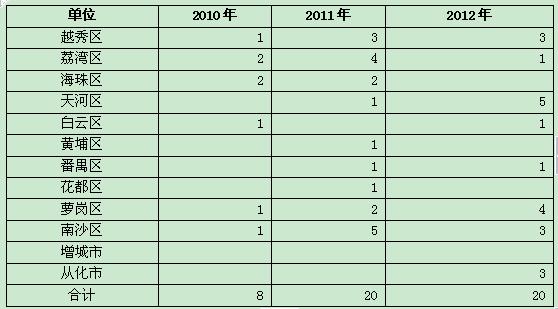 单位 2010年 2011年 2012年
越秀区 1 3 3
荔湾区 2 4 1
海珠区 2 2
天河区 1 5
白云区 1 1
黄埔区 1
番禺区 1 1
花都区 1
萝岗区 1 2 4
南沙区 1 5 3
增城市
从化市 3
合计 8 20 20